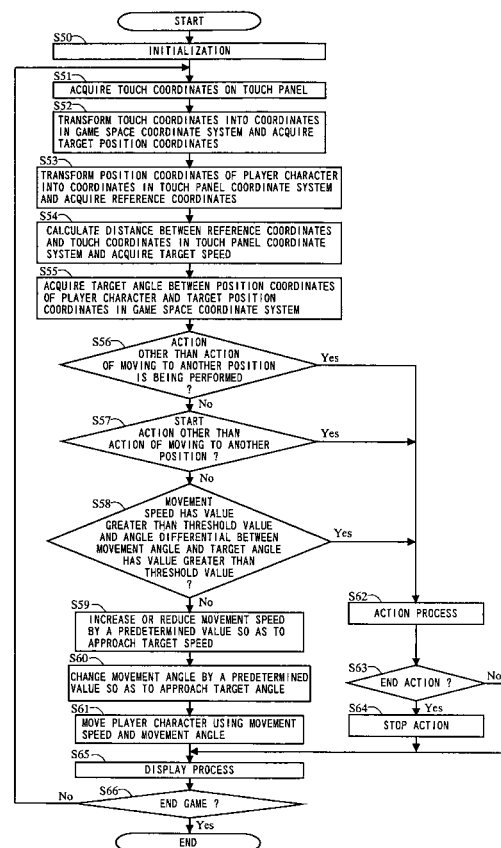 START
S50
INITIALIZATION
S51
ACQUIRE TOUCH COORDINATES ON TOUCH PANEL
S52
TRANSFORM TOUCH COORDINATES INTO COORDINATES
IN GAME SPACE COORDINATE SYSTEM AND ACQUIRE
TARGET POSITION COORDINATES
S53
TRANSFORM POSITION COORDINATES OF PLAYER CHARACTER
INTO COORDINATES IN TOUCH PANEL COORDINATE SYSTEM
AND ACQUIRE REFERENCE COORDINATES
S54
CALCULATE DISTANCE BETWEEN REFERENCE COORDINATES
AND TOUCH COORDINATES IN TOUCH PANEL COORDINATE
SYSTEM AND ACQUIRE TARGET SPEED
S55
ACQUIRE TARGET ANGLE BETWEEN POSITION COORDINATES
OF PLAYER CHARACTER AND TARGET POSITION
COORDINATES IN GAME SPACE COORDINATE SYSTEM
S56
ACTION
OTHER THAN ACTION
OF MOVING TO ANOTHER POSITION
IS BEING PERFORMED
?
Yes
No
S57
START
ACTION OTHER THAN
ACTION OF MOVING TO ANOTHER
POSITION ?
Yes
No
S58
MOVEMENT
SPEED HAS VALUE
GREATER THAN THRESHOLD VALUE
AND ANGLE DIFFERENTIAL BETWEEN
MOVEMENT ANGLE AND TARGET ANGLE
HAS VALUE GREATER THAN
THRESHOLD VALUE
?
Yes
No
S59
INCREASE OR REDUCE MOVEMENT SPEED
BY A PREDETERMINED VALUE SO AS TO
APPROACH TARGET SPEED
S60
CHANGE MOVEMENT ANGLE BY A PREDETERMINED
VALUE SO AS TO APPROACH TARGET ANGLE
S61
MOVE PLAYER CHARACTER USING MOVEMENT
SPEED AND MOVEMENT ANGLE
S62
ACTION PROCESS
S63
END ACTION ?
No
Yes
S64
STOP ACTION
S65
DISPLAY PROCESS
S66
END GAME ?
No
Yes
END